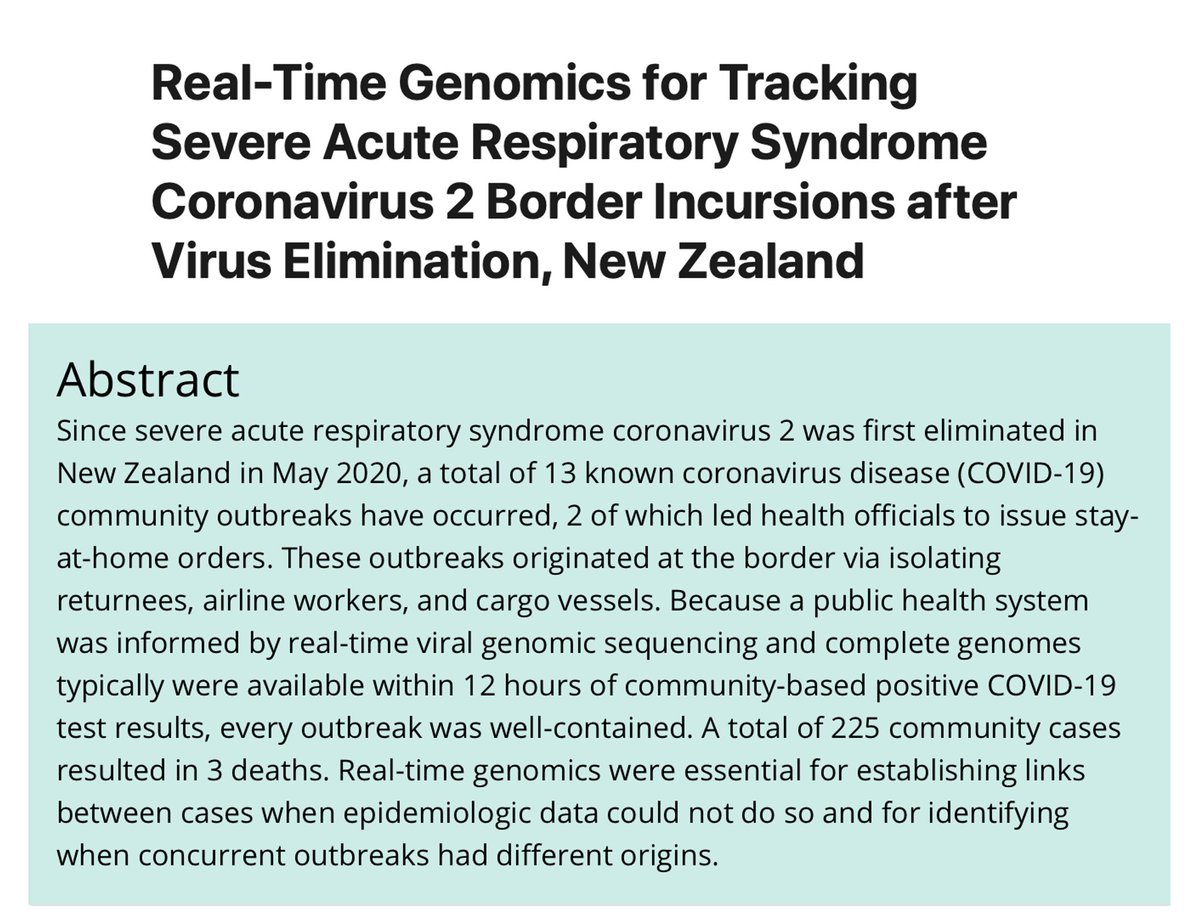 Real-Time Genomics for Tracking
Severe Acute Respiratory Syndrome
Coronavirus 2 Border Incursions after
Virus Elimination, New Zealand
Abstract
Since severe acute respiratory syndrome coronavirus 2 was first eliminated in
New Zealand in May 2020, a total of 13 known coronavirus disease (COVID-19)
community outbreaks have occurred, 2 of which led health officials to issue stay-
at-home orders. These outbreaks originated at the border via isolating
returnees, airline workers, and cargo vessels. Because a public health system
was informed by real-time viral genomic sequencing and complete genomes
typically were available within 12 hours of community-based positive COVID-19
test results, every outbreak was well-contained. A total of 225 community cases
resulted in 3 deaths. Real-time genomics were essential for establishing links
between cases when epidemiologic data could not do so and for identifying
when concurrent outbreaks had different origins.